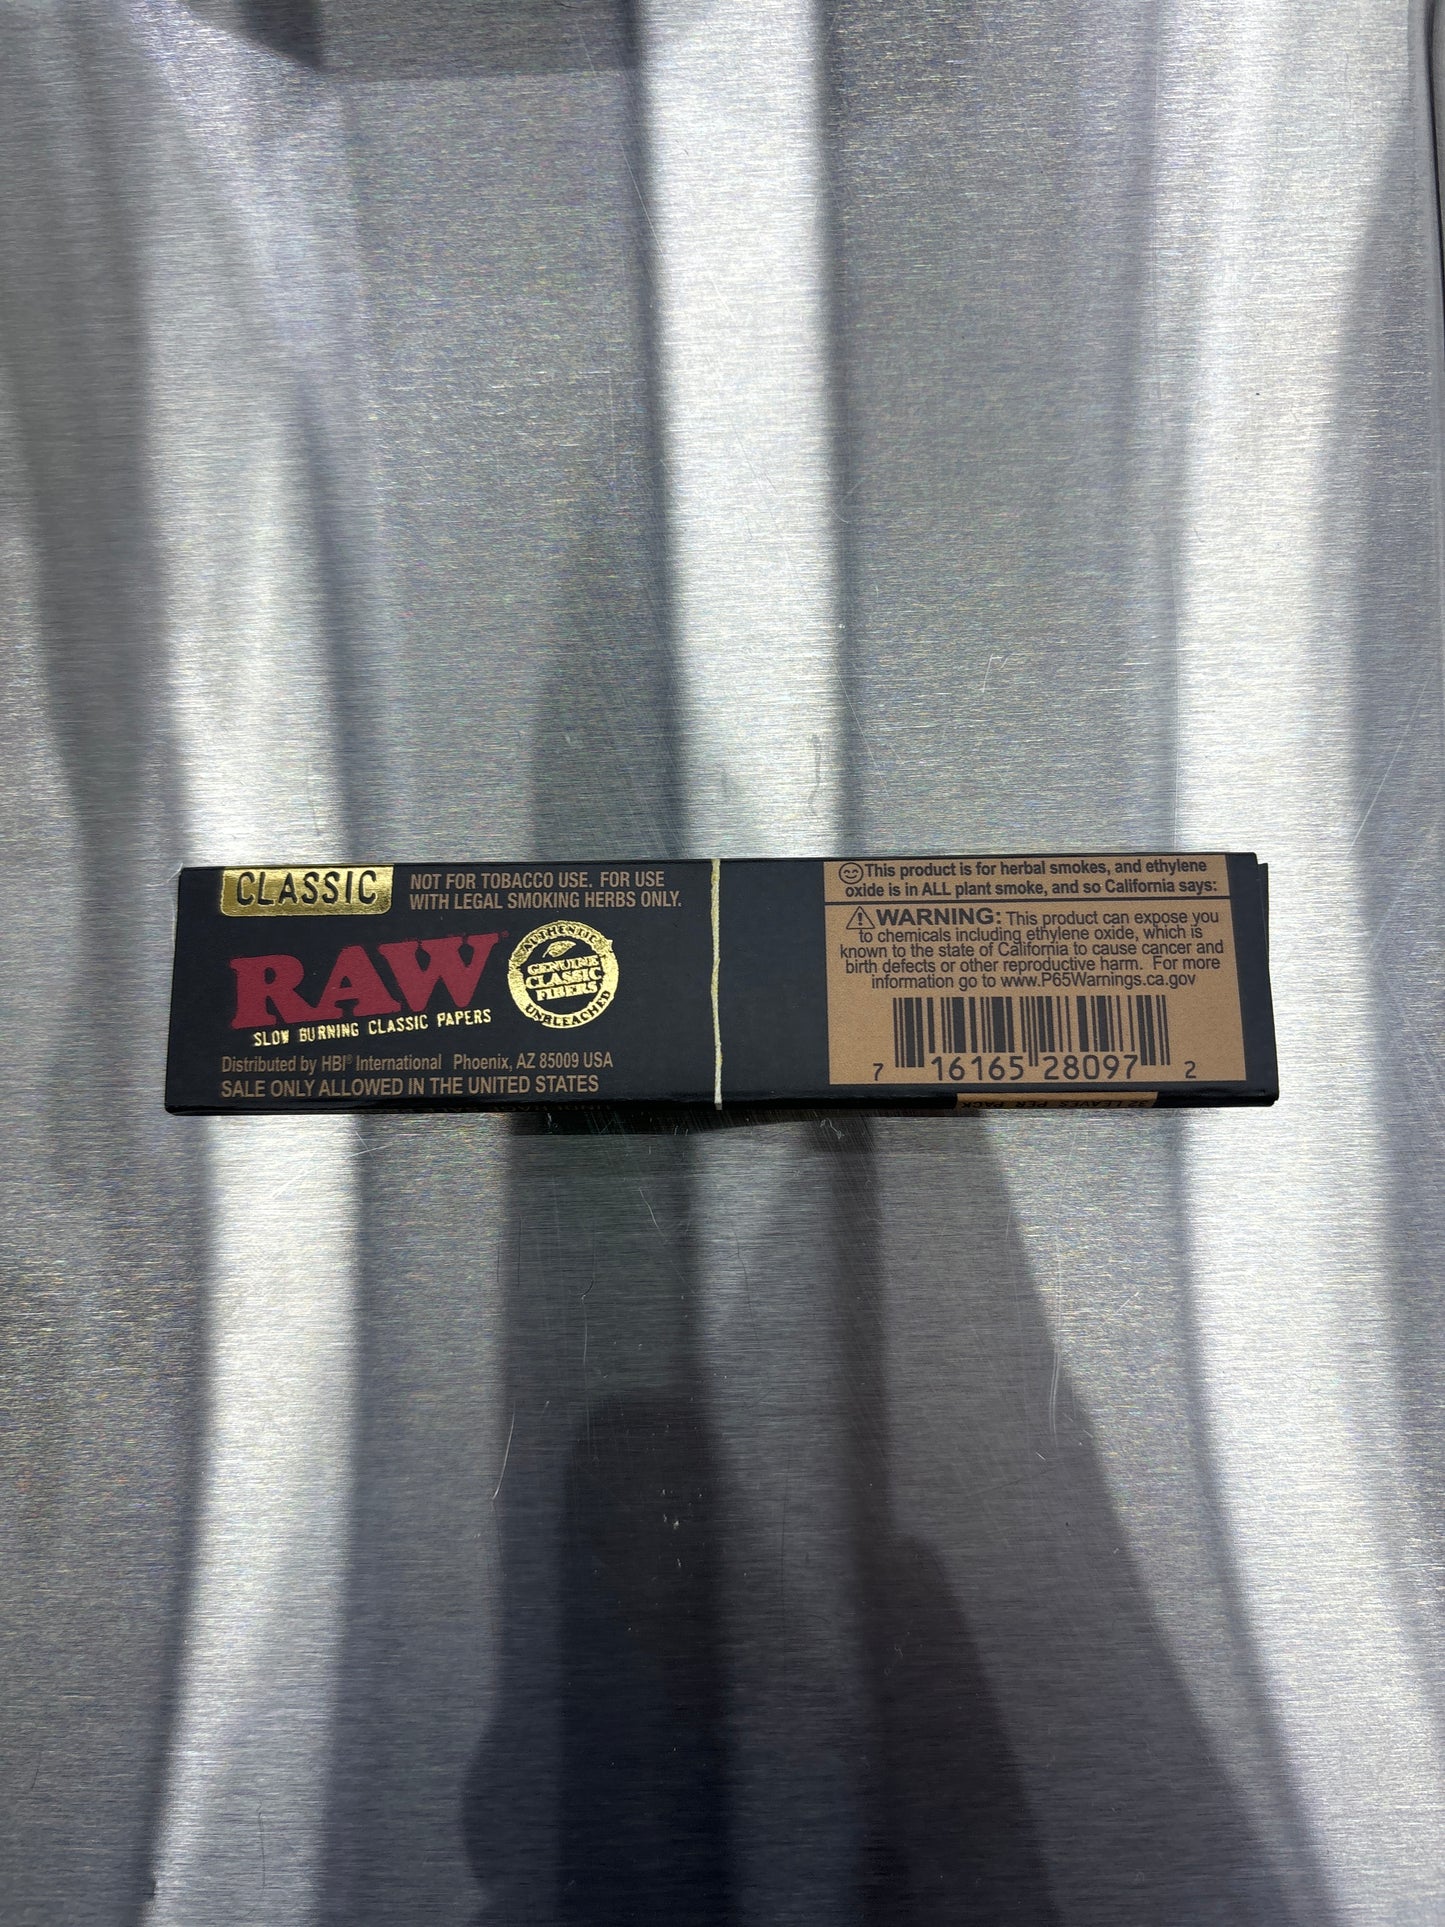 CLASSIC
NOT FOR TOBACCO USE. FOR USE
WITH LEGAL SMOKING HERBS ONLY.
RAW®
SLOW BURNING CLASSIC PAPERS
AUTHENTIC
GENUINE
CLASSIC
FIBERS
UNBLEACHED
Distributed by HBI® International Phoenix, AZ 85009 USA
SALE ONLY ALLOWED IN THE UNITED STATES
This product is for herbal smokes, and ethylene
oxide is in ALL plant smoke, and so California says:
WARNING: This product can expose you
to chemicals including ethylene oxide, which is
known to the state of California to cause cancer and
birth defects or other reproductive harm. For more
information go to www.P65Warnings.ca.gov
7 16165 28097 2
32 LEAVES PER PACK